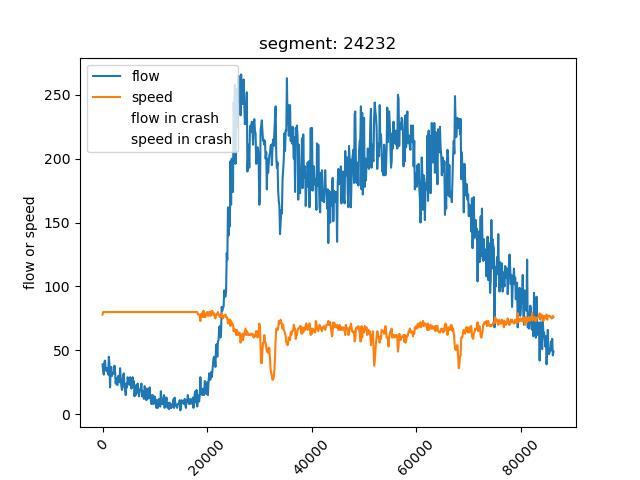 segment: 24232
flow
speed
flow in crash
speed in crash
flow or speed
250
200
150
100
50
0
0
20000
40000
60000
80000